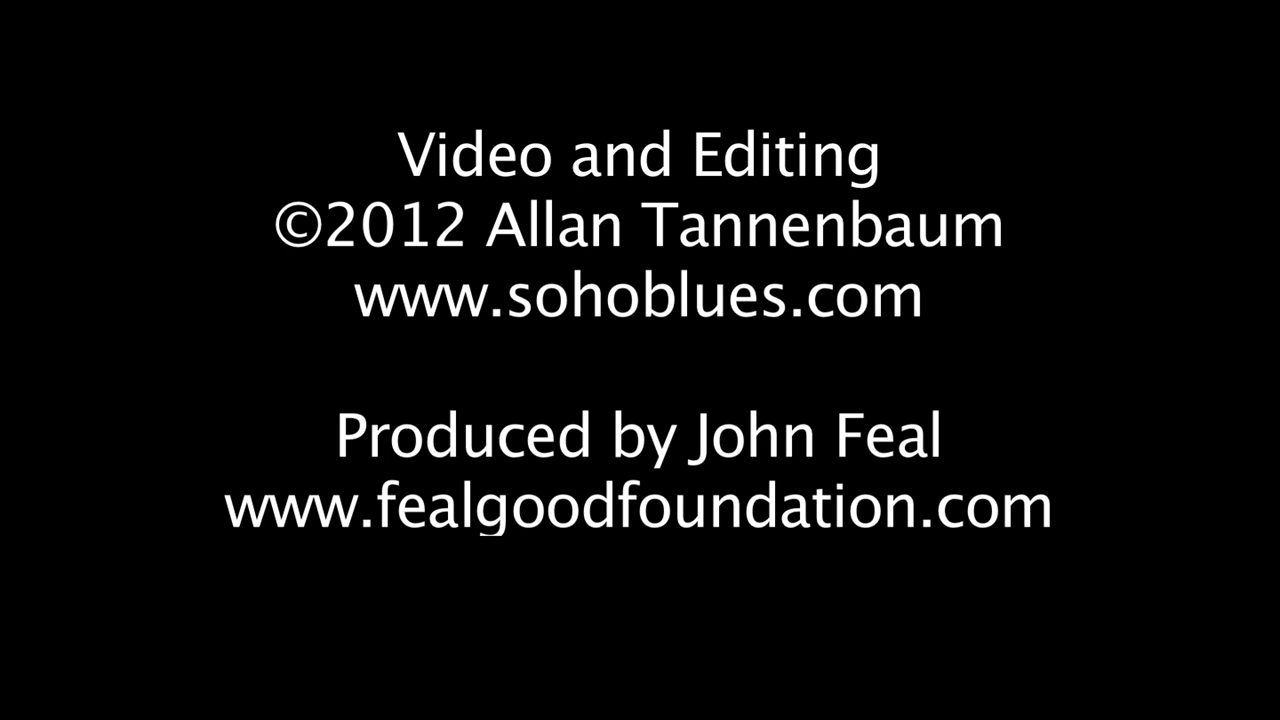 Video and Editing
©2012 Allan Tannenbaum
www.sohoblues.com
Produced by John Feal
www.fealgoodfoundation.com